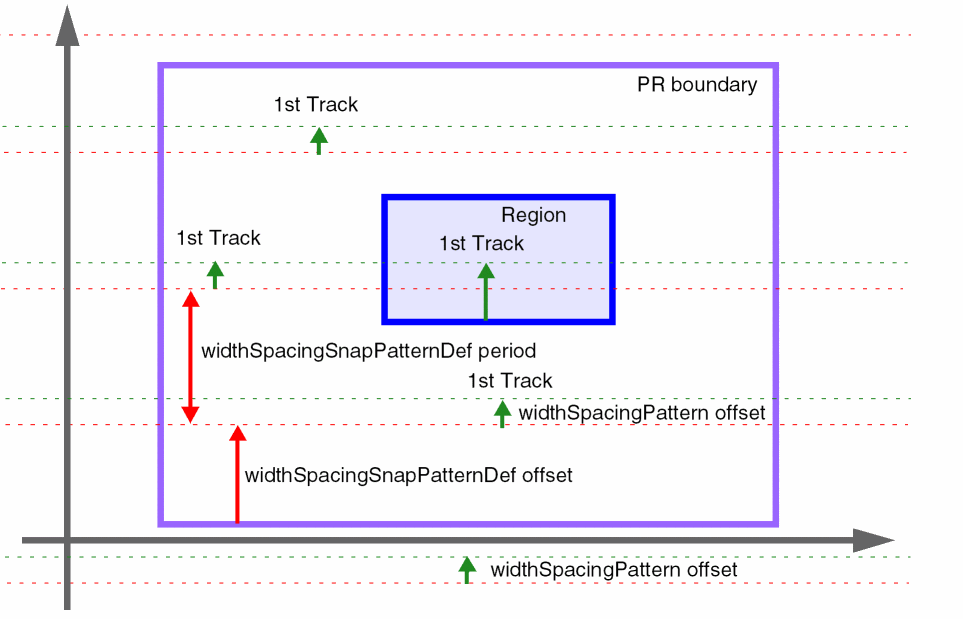 PR boundary
1st Track
Region
1st Track
1st Track
widthSpacingSnapPatternDef period
1st Track
widthSpacingPattern offset
widthSpacingSnapPatternDef offset
widthSpacingPattern offset